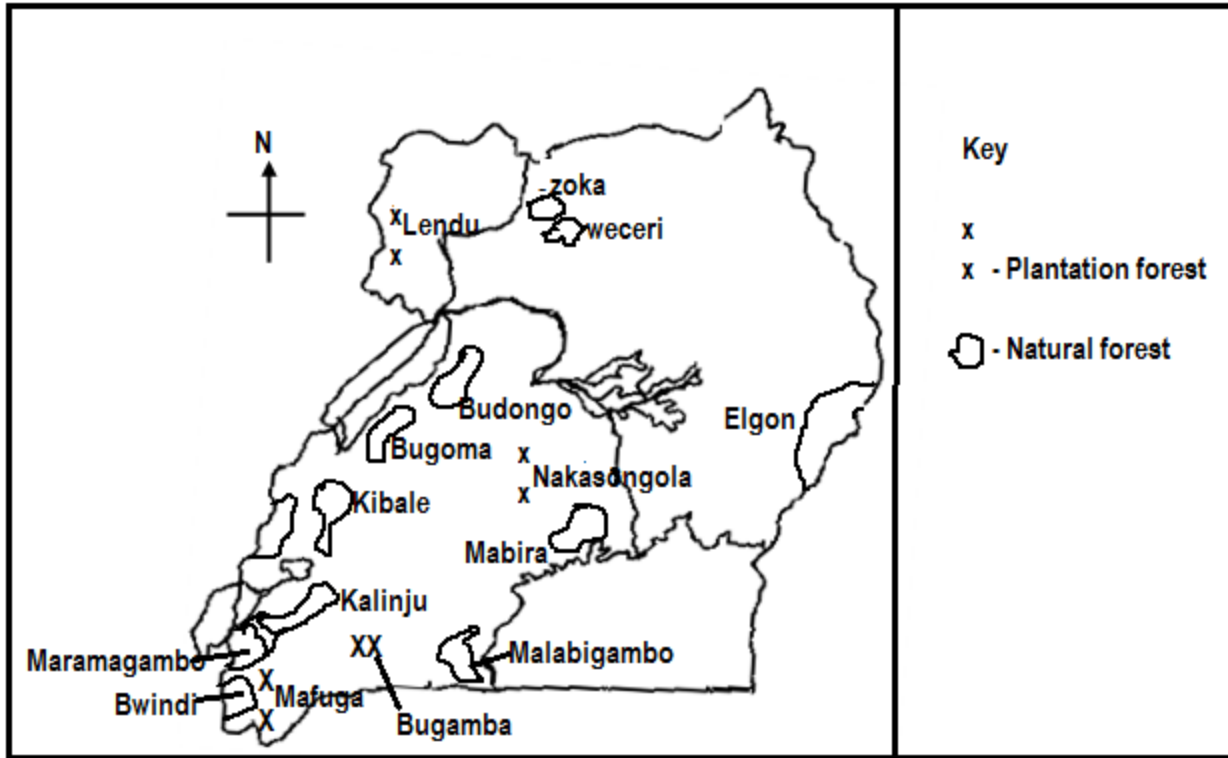 N
Key
- zoka
x
Lendu
weceri
x
x
x - Plantation forest
- Natural forest
Budongo
Elgon
Bugoma
x
Nakasongola
x
Kibale
Mabira
Kalinju
XX
Malabigambo
Maramagambo
X
Mafuga
Bwindi
X
Bugamba